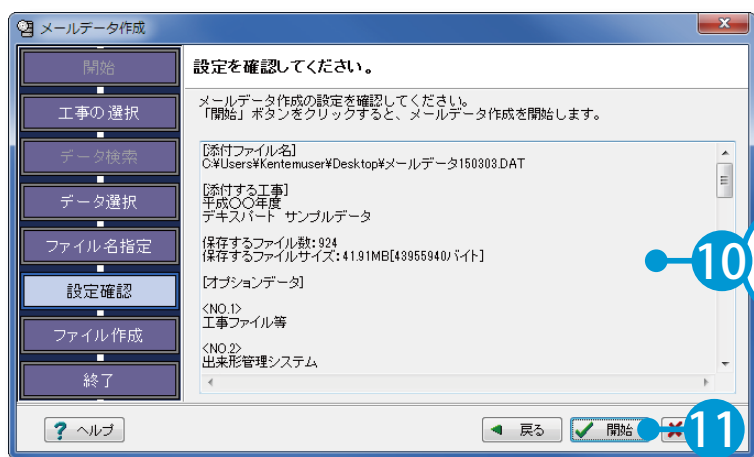 メールデータ作成
開始
工事の選択
データ検索
データ選択
ファイル名指定
設定確認
ファイル作成
終了
設定を確認してください。
メールデータ作成の設定を確認してください。
「開始」ボタンをクリックすると、メールデータ作成を開始します。
[添付ファイル名]
C:¥Users¥Kentemuser¥Desktop¥メールデータ150303.DAT
[添付する工事]
平成〇〇年度
デキスパート サンプルデータ
保存するファイル数:924
保存するファイルサイズ:41.91MB[43955940バイト]
[オプションデータ]
<NO.1>
工事ファイル等
<NO.2>
出来形管理システム
10
? ヘルプ
戻る
開始
11